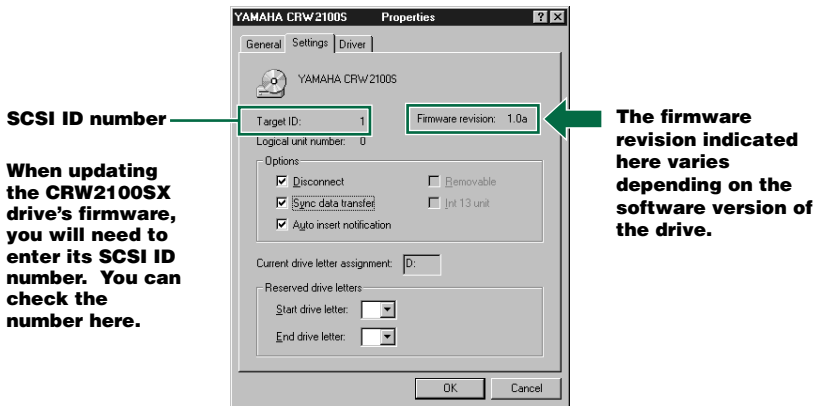 YAMAHA CRW2100S Properties
General Settings Driver
YAMAHA CRW2100S
SCSI ID number
Target ID: 1
Firmware revision: 1.0a
Logical unit number: 0
Options
Disconnect
Removable
Sync data transfer
Int 13 unit
Auto insert notification
Current drive letter assignment: D:
Reserved drive letters
Start drive letter:
End drive letter:
OK Cancel
When updating
the CRW2100SX
drive's firmware,
you will need to
enter its SCSI ID
number. You can
check the
number here.
The firmware
revision indicated
here varies
depending on the
software version of
the drive.